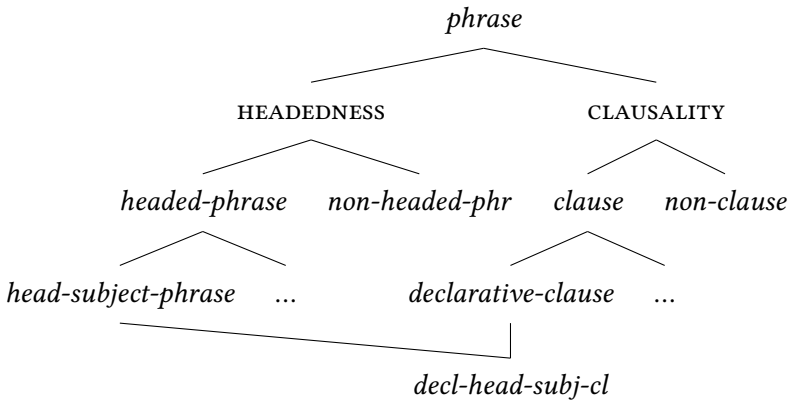 phrase
HEADEDNESS CLAUSALITY
headed-phrase non-headed-phr clause non-clause
head-subject-phrase ... declarative-clause ...
decl-head-subj-cl